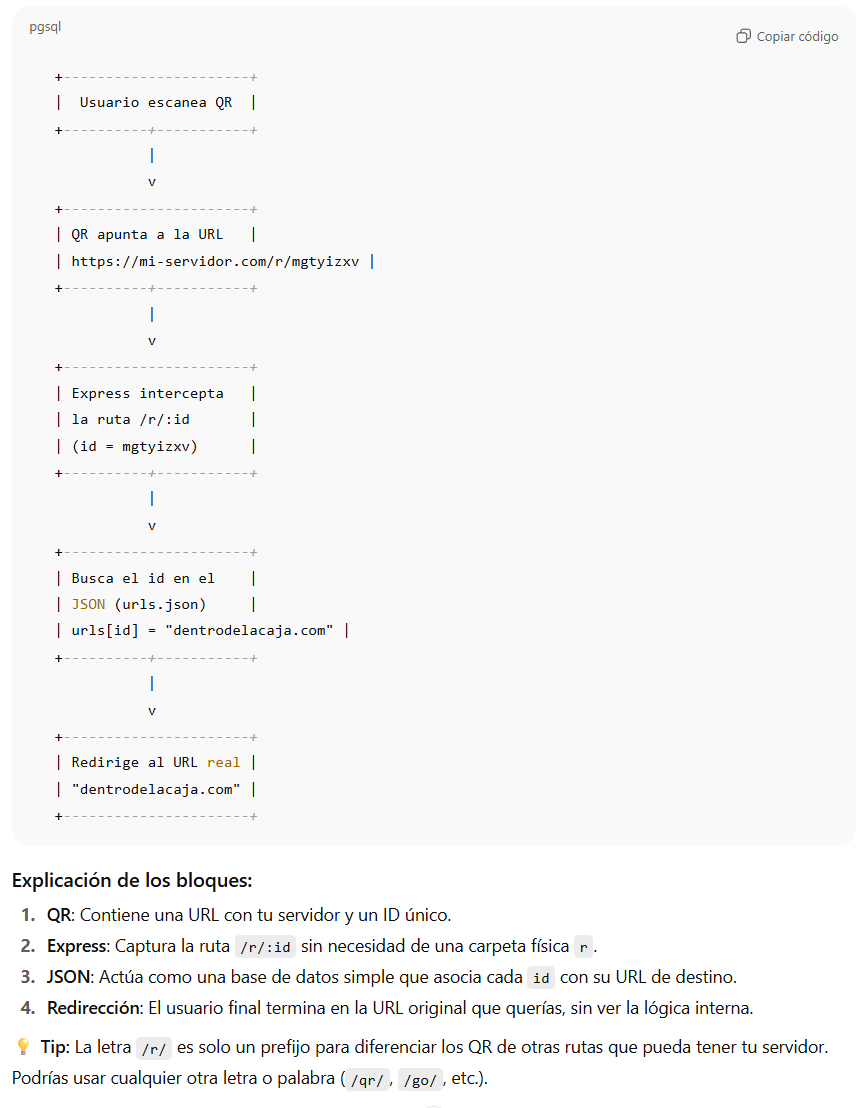 pgsql
Copiar código
+----------------------+
|  Usuario escanea QR  |
+----------+-----------+
|
v
+----------------------+
| QR apunta a la URL   |
| https://mi-servidor.com/r/mgtyizxv |
+----------+-----------+
|
v
+----------------------+
| Express intercepta   |
| la ruta /r/:id       |
| (id = mgtyizxv)      |
+----------+-----------+
|
v
+----------------------+
| Busca el id en el    |
| JSON (urls.json)     |
| urls[id] = "dentrodelacaja.com" |
+----------+-----------+
|
v
+----------------------+
| Redirige al URL real |
| "dentrodelacaja.com" |
+----------------------+
Explicación de los bloques:
1. QR: Contiene una URL con tu servidor y un ID único.
2. Express: Captura la ruta /r/:id sin necesidad de una carpeta física r.
3. JSON: Actúa como una base de datos simple que asocia cada id con su URL de destino.
4. Redirección: El usuario final termina en la URL original que querías, sin ver la lógica interna.
💡 Tip: La letra /r/ es solo un prefijo para diferenciar los QR de otras rutas que pueda tener tu servidor.
Podrías usar cualquier otra letra o palabra (/qr/, /go/, etc.).